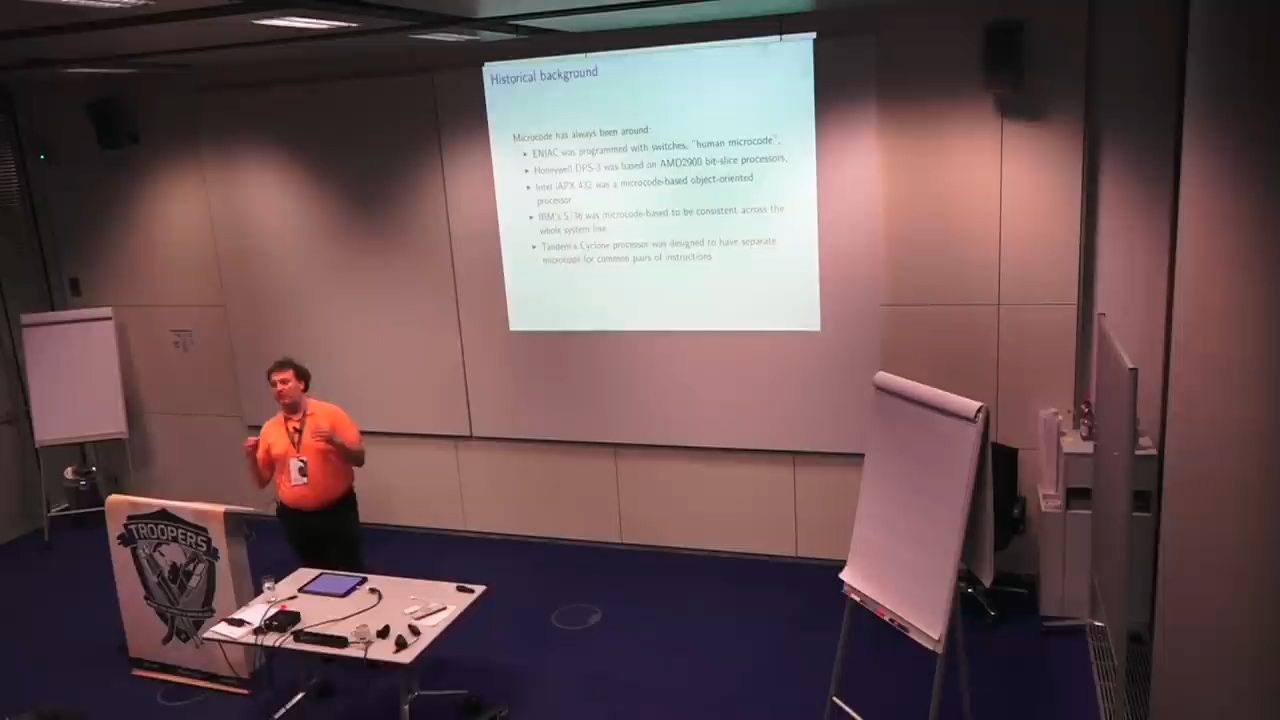 Historical background
Microcode has always been around:
▸ ENIAC was programmed with switches, "human microcode".
▸ Honeywell DPS-3 was based on AMD2900 bit-slice processors,
▸ Intel iAPX 432 was a microcode-based object-oriented
processor
▸ IBM's S/36 was microcode-based to be consistent across the
whole system line
▸ Tandem's Cyclone processor was designed to have separate
microcode for common pairs of instructions
TROOPERS